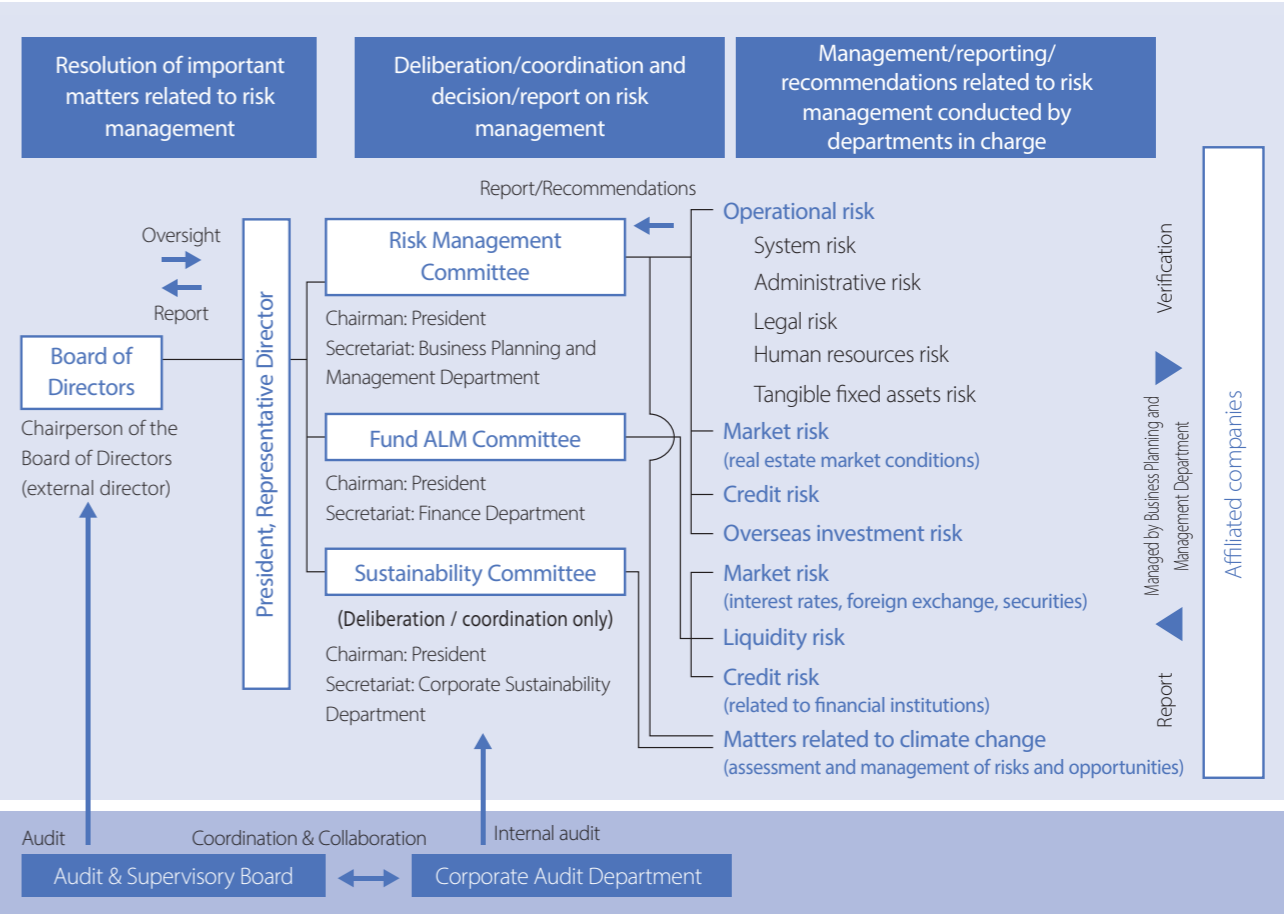 Resolution of important
matters related to risk
management
Deliberation/coordination and
decision/report on risk
management
Management/reporting/
recommendations related to risk
management conducted by
departments in charge
Report/Recommendations
Oversight
Report
Board of
Directors
Chairperson of the
Board of Directors
(external director)
President, Representative Director
Risk Management
Committee
Chairman: President
Secretariat: Business Planning and
Management Department
Fund ALM Committee
Chairman: President
Secretariat: Finance Department
Sustainability Committee
(Deliberation / coordination only)
Chairman: President
Secretariat: Corporate Sustainability
Department
Operational risk
System risk
Administrative risk
Legal risk
Human resources risk
Tangible fixed assets risk
Market risk
(real estate market conditions)
Credit risk
Overseas investment risk
Market risk
(interest rates, foreign exchange, securities)
Liquidity risk
Credit risk
(related to financial institutions)
Matters related to climate change
(assessment and management of risks and opportunities)
Verification
Managed by Business Planning and
Management Department
Report
Affiliated companies
Audit
Coordination & Collaboration
Internal audit
Audit & Supervisory Board
Corporate Audit Department